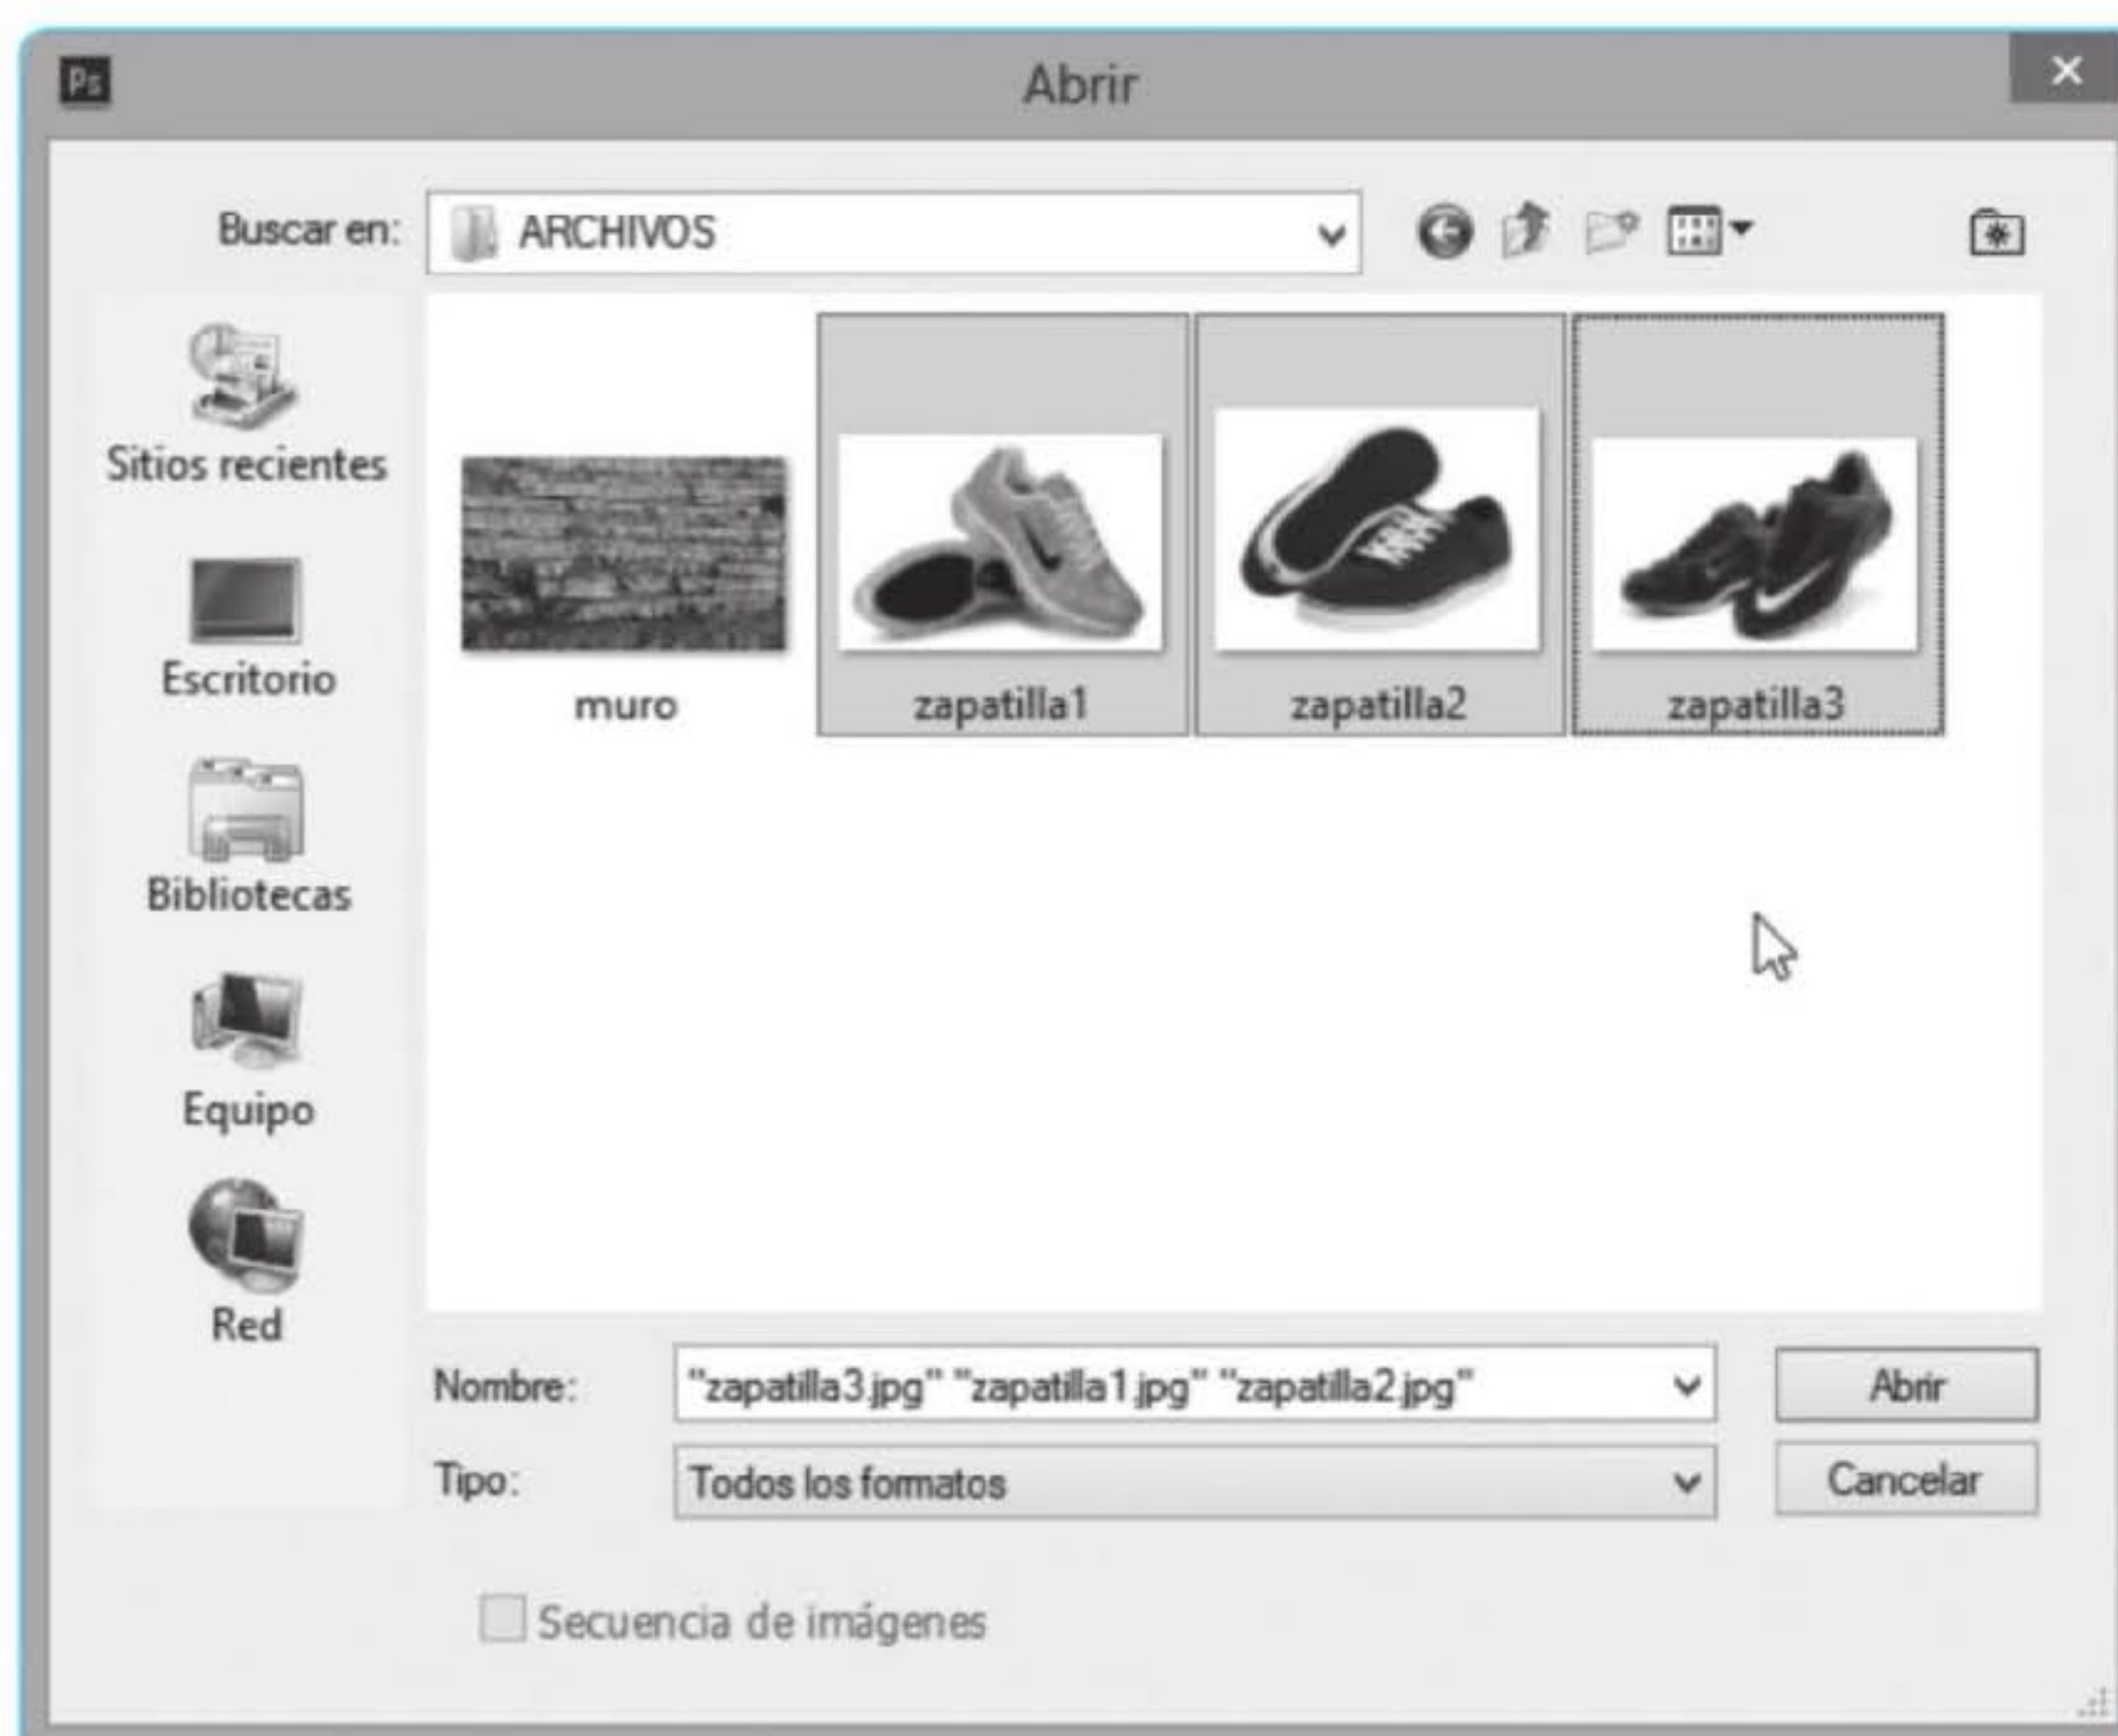 Ps
Abrir
Buscar en: ARCHIVOS
Sitios recientes
Escritorio
Bibliotecas
Equipo
Red
muro zapatilla1 zapatilla2 zapatilla3
Nombre: "zapatilla3.jpg" "zapatilla1.jpg" "zapatilla2.jpg" Abrir
Tipo: Todos los formatos Cancelar
Secuencia de imágenes